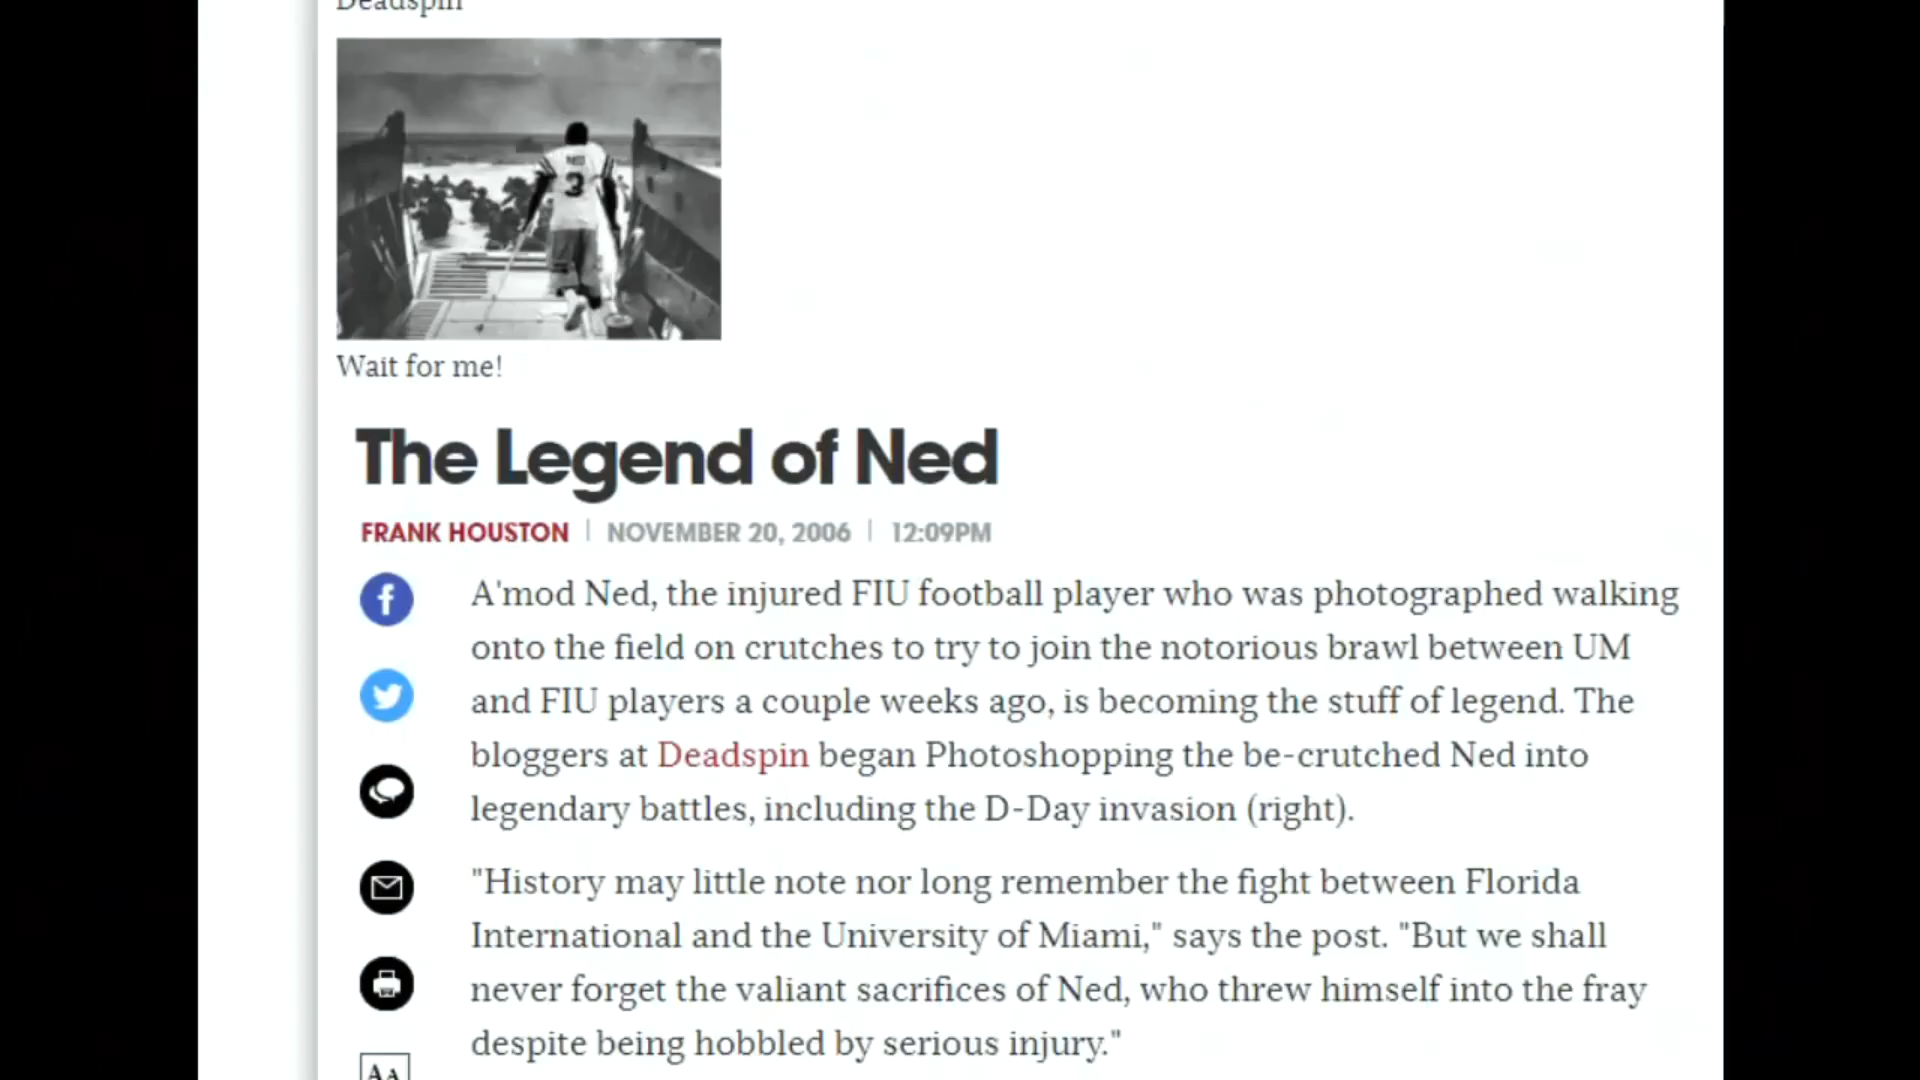 Deadspin
NED
3
Wait for me!
The Legend of Ned
FRANK HOUSTON | NOVEMBER 20, 2006 | 12:09PM
A'mod Ned, the injured FIU football player who was photographed walking
onto the field on crutches to try to join the notorious brawl between UM
and FIU players a couple weeks ago, is becoming the stuff of legend. The
bloggers at Deadspin began Photoshopping the be-crutched Ned into
legendary battles, including the D-Day invasion (right).
"History may little note nor long remember the fight between Florida
International and the University of Miami," says the post. "But we shall
never forget the valiant sacrifices of Ned, who threw himself into the fray
despite being hobbled by serious injury."
AA